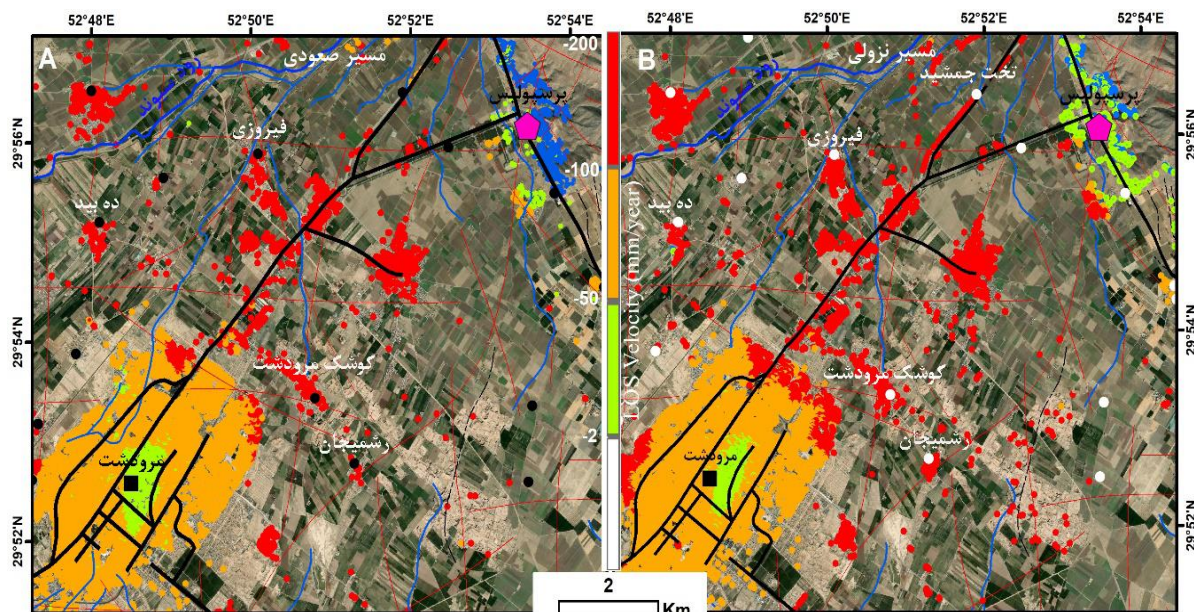 52°48'E
52°50'E
52°52'E
52°54'E
52°48'E
52°50'E
52°52'E
52°54'E
A
مسیر صعودی
پرسپولیس
فیروزی
ده بید
کوشک مرودشت
رشمیجان
مرودشت
29°56'N
29°54'N
29°52'N
-200
-100
-50
-2
LOS Velocity (mm/year)
2
Km
B
مسیر نزولی
تخت جمشید
پرسپولیس
فیروزی
ده بید
کوشک مرودشت
رشمیجان
مرودشت
29°56'N
29°54'N
29°52'N